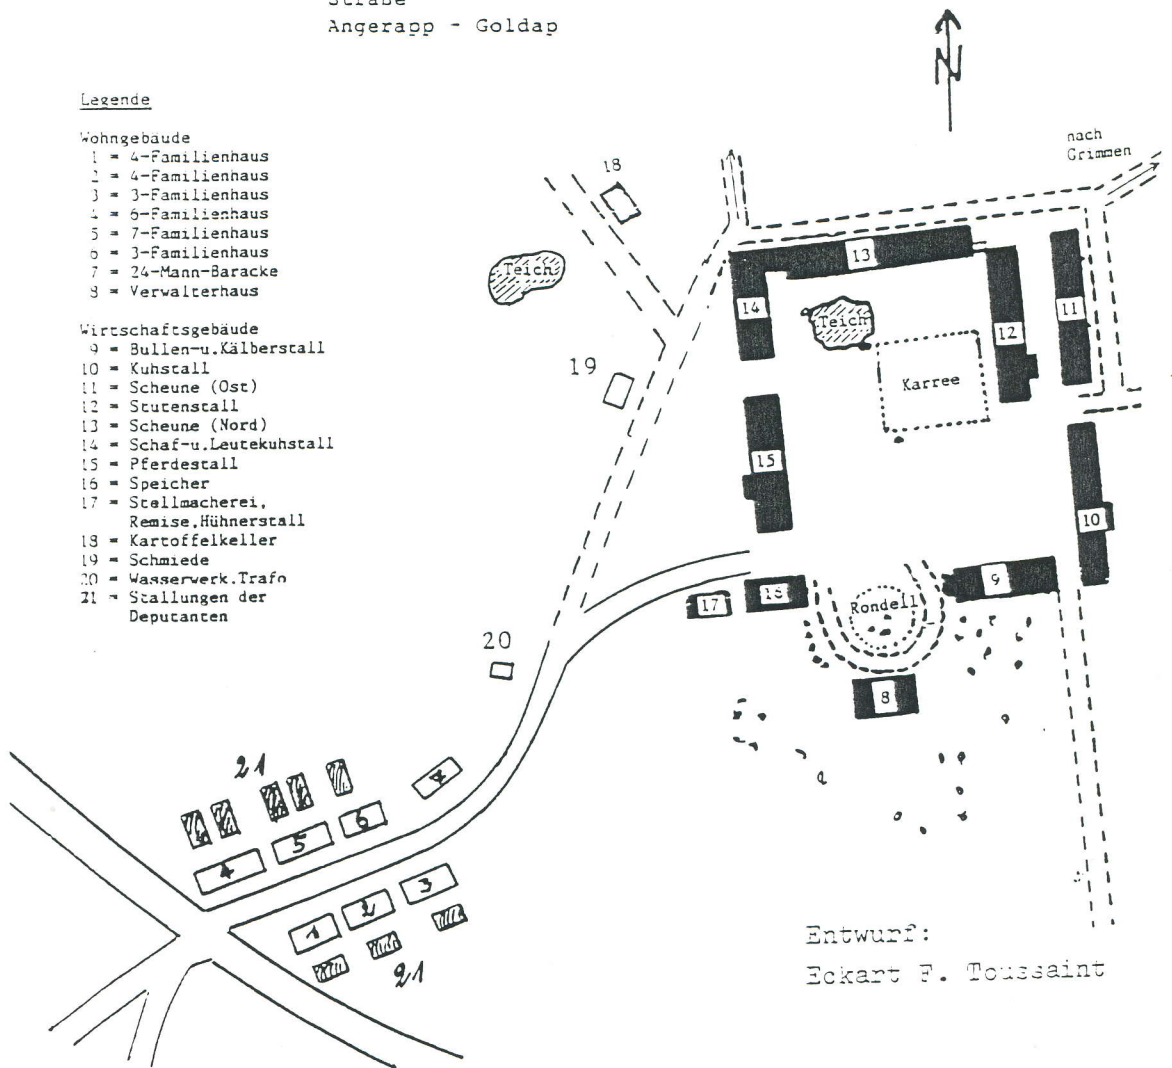 Straße
Angerapp - Goldap
N
Legende
Wohngebäude
1 = 4-Familienhaus
2 = 4-Familienhaus
3 = 3-Familienhaus
4 = 6-Familienhaus
5 = 7-Familienhaus
6 = 3-Familienhaus
7 = 24-Mann-Baracke
8 = Verwalterhaus
Wirtschaftsgebäude
9 = Bullen-u.Kälberstall
10 = Kuhstall
11 = Scheune (Ost)
12 = Stutenstall
13 = Scheune (Nord)
14 = Schaf-u.Leutekuhstall
15 = Pferdestall
16 = Speicher
17 = Stellmacherei,
Remise,Hühnerstall
18 = Kartoffelkeller
19 = Schmiede
20 = Wasserwerk.Trafo
21 = Stallungen der
Deputanten
nach
Grimmen
18
13
Teich
14
Teich
12
11
19
Karree
15
10
9
17
16
Rondell
20
8
21
7
6
5
4
3
2
1
21
Entwurf:
Eckart F. Toussaint